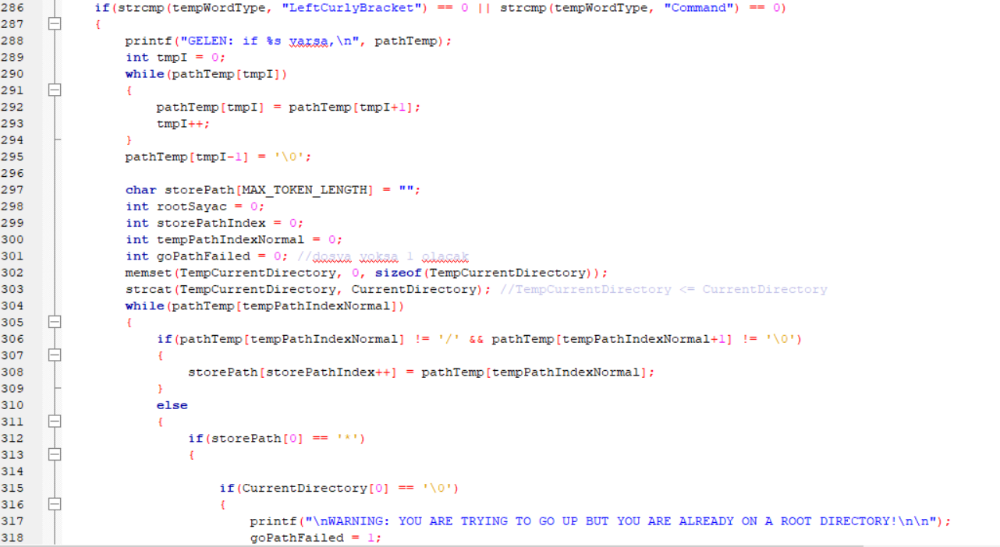 286 if(strcmp(tempWordType, "LeftCurlyBracket") == 0 || strcmp(tempWordType, "Command") == 0)
287 {
288 printf("GELEN: if %s varsa,\n", pathTemp);
289 int tmpI = 0;
290 while(pathTemp[tmpI])
291 {
292 pathTemp[tmpI] = pathTemp[tmpI+1];
293 tmpI++;
294 }
295 pathTemp[tmpI-1] = '\0';
296
297 char storePath[MAX_TOKEN_LENGTH] = "";
298 int rootSayac = 0;
299 int storePathIndex = 0;
300 int tempPathIndexNormal = 0;
301 int goPathFailed = 0; //dosya yoksa 1 olacak
302 memset(TempCurrentDirectory, 0, sizeof(TempCurrentDirectory));
303 strcat(TempCurrentDirectory, CurrentDirectory); //TempCurrentDirectory <= CurrentDirectory
304 while(pathTemp[tempPathIndexNormal])
305 {
306 if(pathTemp[tempPathIndexNormal] != '/' && pathTemp[tempPathIndexNormal+1] != '\0')
307 {
308 storePath[storePathIndex++] = pathTemp[tempPathIndexNormal];
309 }
310 else
311 {
312 if(storePath[0] == '*')
313 {
314
315 if(CurrentDirectory[0] == '\0')
316 {
317 printf("\nWARNING: YOU ARE TRYING TO GO UP BUT YOU ARE ALREADY ON A ROOT DIRECTORY!\n\n");
318 goPathFailed = 1;